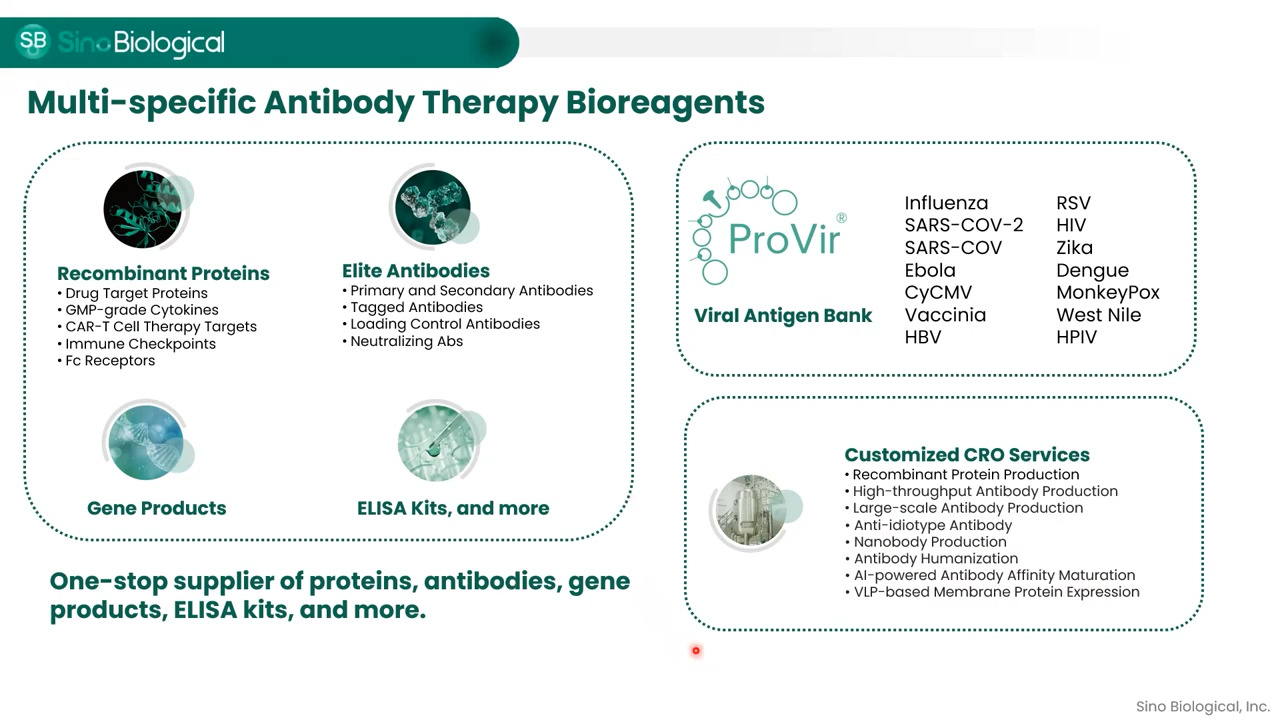 SB SinoBiological
Multi-specific Antibody Therapy Bioreagents
Recombinant Proteins
• Drug Target Proteins
• GMP-grade Cytokines
• CAR-T Cell Therapy Targets
• Immune Checkpoints
• Fc Receptors
Elite Antibodies
• Primary and Secondary Antibodies
• Tagged Antibodies
• Loading Control Antibodies
• Neutralizing Abs
Gene Products
ELISA Kits, and more
One-stop supplier of proteins, antibodies, gene
products, ELISA kits, and more.
ProVir®
Viral Antigen Bank
Influenza
SARS-COV-2
SARS-COV
Ebola
CyCMV
Vaccinia
HBV
RSV
HIV
Zika
Dengue
MonkeyPox
West Nile
HPIV
Customized CRO Services
• Recombinant Protein Production
• High-throughput Antibody Production
• Large-scale Antibody Production
• Anti-idiotype Antibody
• Nanobody Production
• Antibody Humanization
• AI-powered Antibody Affinity Maturation
• VLP-based Membrane Protein Expression
Sino Biological, Inc.